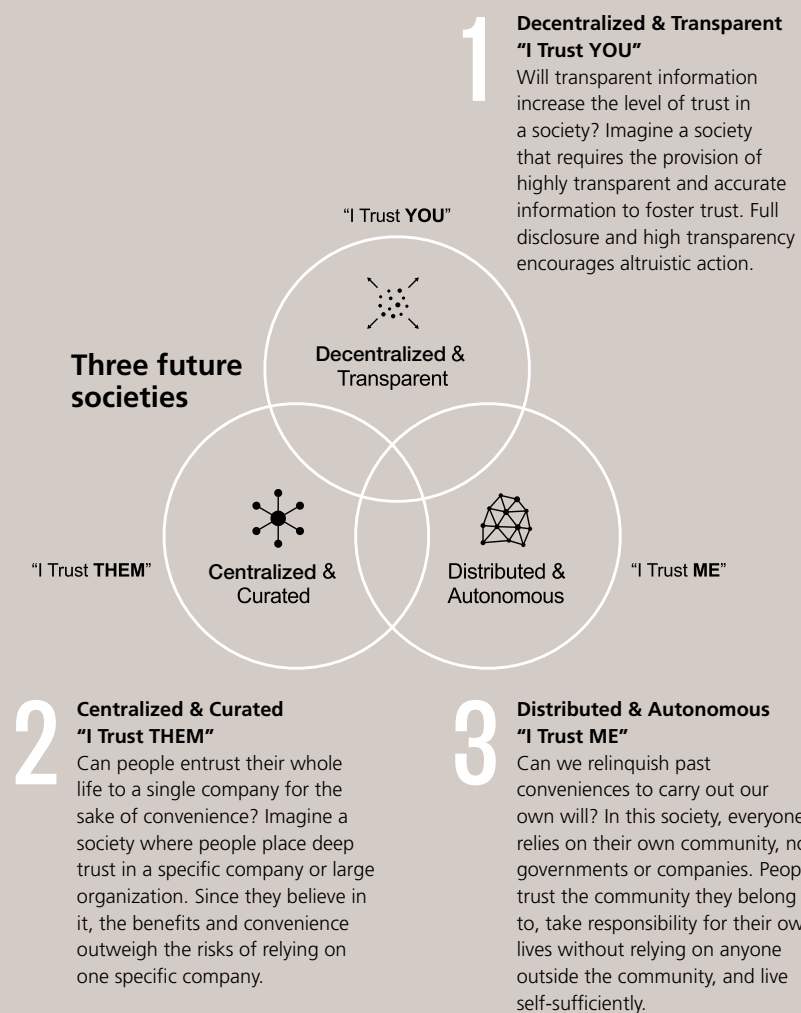 1
Decentralized & Transparent
“I Trust YOU”
Will transparent information
increase the level of trust in
a society? Imagine a society
that requires the provision of
highly transparent and accurate
information to foster trust. Full
disclosure and high transparency
encourages altruistic action.
“I Trust YOU”
Decentralized &
Transparent
Three future
societies
“I Trust THEM”
Centralized &
Curated
Distributed &
Autonomous
“I Trust ME”
2
Centralized & Curated
“I Trust THEM”
Can people entrust their whole
life to a single company for the
sake of convenience? Imagine a
society where people place deep
trust in a specific company or large
organization. Since they believe in
it, the benefits and convenience
outweigh the risks of relying on
one specific company.
3
Distributed & Autonomous
“I Trust ME”
Can we relinquish past
conveniences to carry out our
own will? In this society, everyone
relies on their own community,
governments or companies.
trust the community they belong
to, take responsibility for their
lives without relying on anyone
outside the community, and live
self-sufficiently.